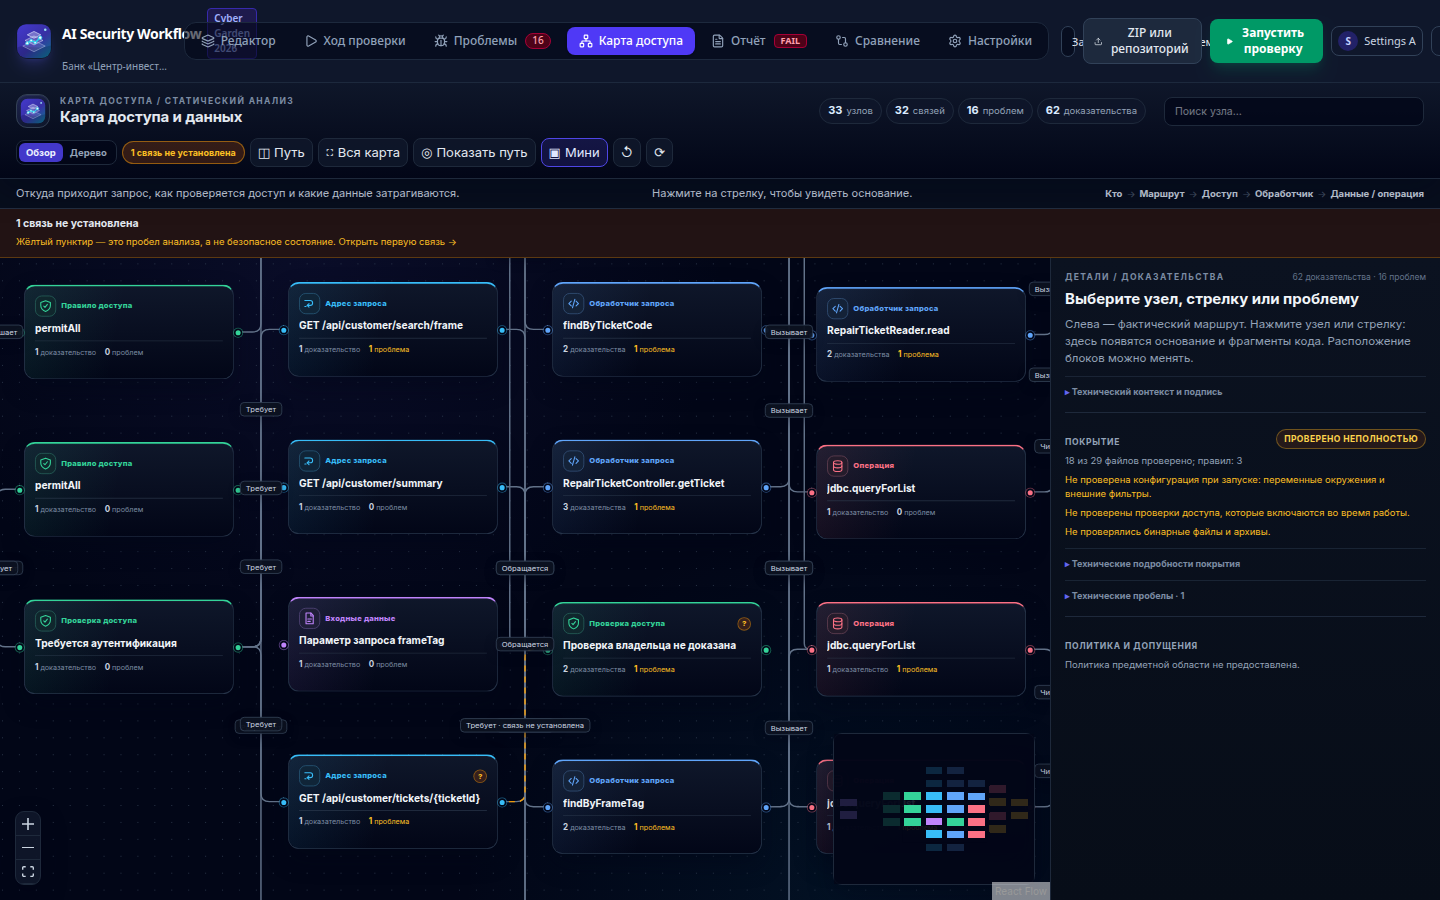 AI Security Workflow
Банк «Центр-инвест...
Cyber
Garden
2026
Редактор
Ход проверки
Проблемы 16
Карта доступа
Отчёт FAIL
Сравнение
Настройки
ZIP или
репозиторий
Запустить
проверку
S Settings A
КАРТА ДОСТУПА / СТАТИЧЕСКИЙ АНАЛИЗ
Карта доступа и данных
33 узлов
32 связей
16 проблем
62 доказательства
Поиск узла...
Обзор
Дерево
1 связь не установлена
Путь
Вся карта
Показать путь
Мини
Откуда приходит запрос, как проверяется доступ и какие данные затрагиваются.
Нажмите на стрелку, чтобы увидеть основание.
Кто → Маршрут → Доступ → Обработчик → Данные / операция
1 связь не установлена
Жёлтый пунктир — это пробел анализа, а не безопасное состояние. Открыть первую связь →
Правило доступа
permitAll
1 доказательство 0 проблем
Адрес запроса
GET /api/customer/search/frame
1 доказательство 1 проблема
Обработчик запроса
findByTicketCode
2 доказательства 1 проблема
Вызывает
Обработчик запроса
RepairTicketReader.read
2 доказательства 1 проблема
Требует
Вызывает
Правило доступа
permitAll
1 доказательство 0 проблем
Требует
Адрес запроса
GET /api/customer/summary
1 доказательство 0 проблем
Обработчик запроса
RepairTicketController.getTicket
3 доказательства 1 проблема
Операция
jdbc.queryForList
1 доказательство 0 проблем
Требует
Обращается
Вызывает
Проверка доступа
Требуется аутентификация
1 доказательство 0 проблем
Входные данные
Параметр запроса frameTag
1 доказательство 0 проблем
Обращается
Проверка доступа ?
Проверка владельца не доказана
2 доказательства 1 проблема
Операция
jdbc.queryForList
1 доказательство 1 проблема
Требует
Требует · связь не установлена
Вызывает
Адрес запроса ?
GET /api/customer/tickets/{ticketId}
1 доказательство 1 проблема
Обработчик запроса
findByFrameTag
2 доказательства 1 проблема
React Flow
ДЕТАЛИ / ДОКАЗАТЕЛЬСТВА
62 доказательства · 16 проблем
Выберите узел, стрелку или проблему
Слева — фактический маршрут. Нажмите узел или стрелку:
здесь появятся основание и фрагменты кода. Расположение
блоков можно менять.
▸ Технический контекст и подпись
ПОКРЫТИЕ
ПРОВЕРЕНО НЕПОЛНОСТЬЮ
18 из 29 файлов проверено; правил: 3
Не проверена конфигурация при запуске: переменные окружения и
внешние фильтры.
Не проверены проверки доступа, которые включаются во время работы.
Не проверялись бинарные файлы и архивы.
▸ Технические подробности покрытия
▸ Технические пробелы · 1
ПОЛИТИКА И ДОПУЩЕНИЯ
Политика предметной области не предоставлена.